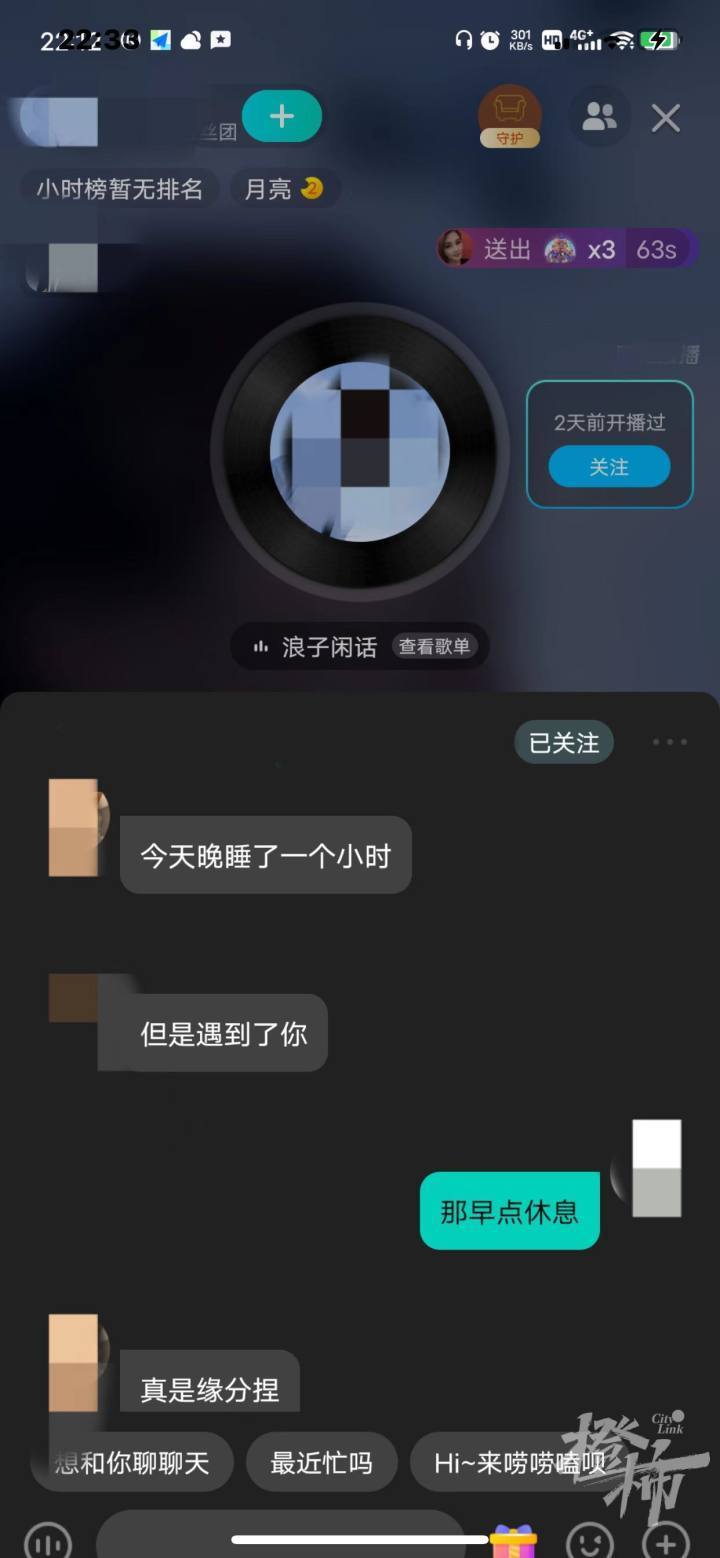 301 KB/s
HD
4G+
丝团
守护
小时榜暂无排名
月亮 2
送出 x3 63s
播
2天前开播过
关注
浪子闲话 查看歌单
已关注
今天晚睡了一个小时
但是遇到了你
那早点休息
真是缘分捏
想和你聊聊天 最近忙吗 Hi~来唠唠嗑呗
City Link
橙柿